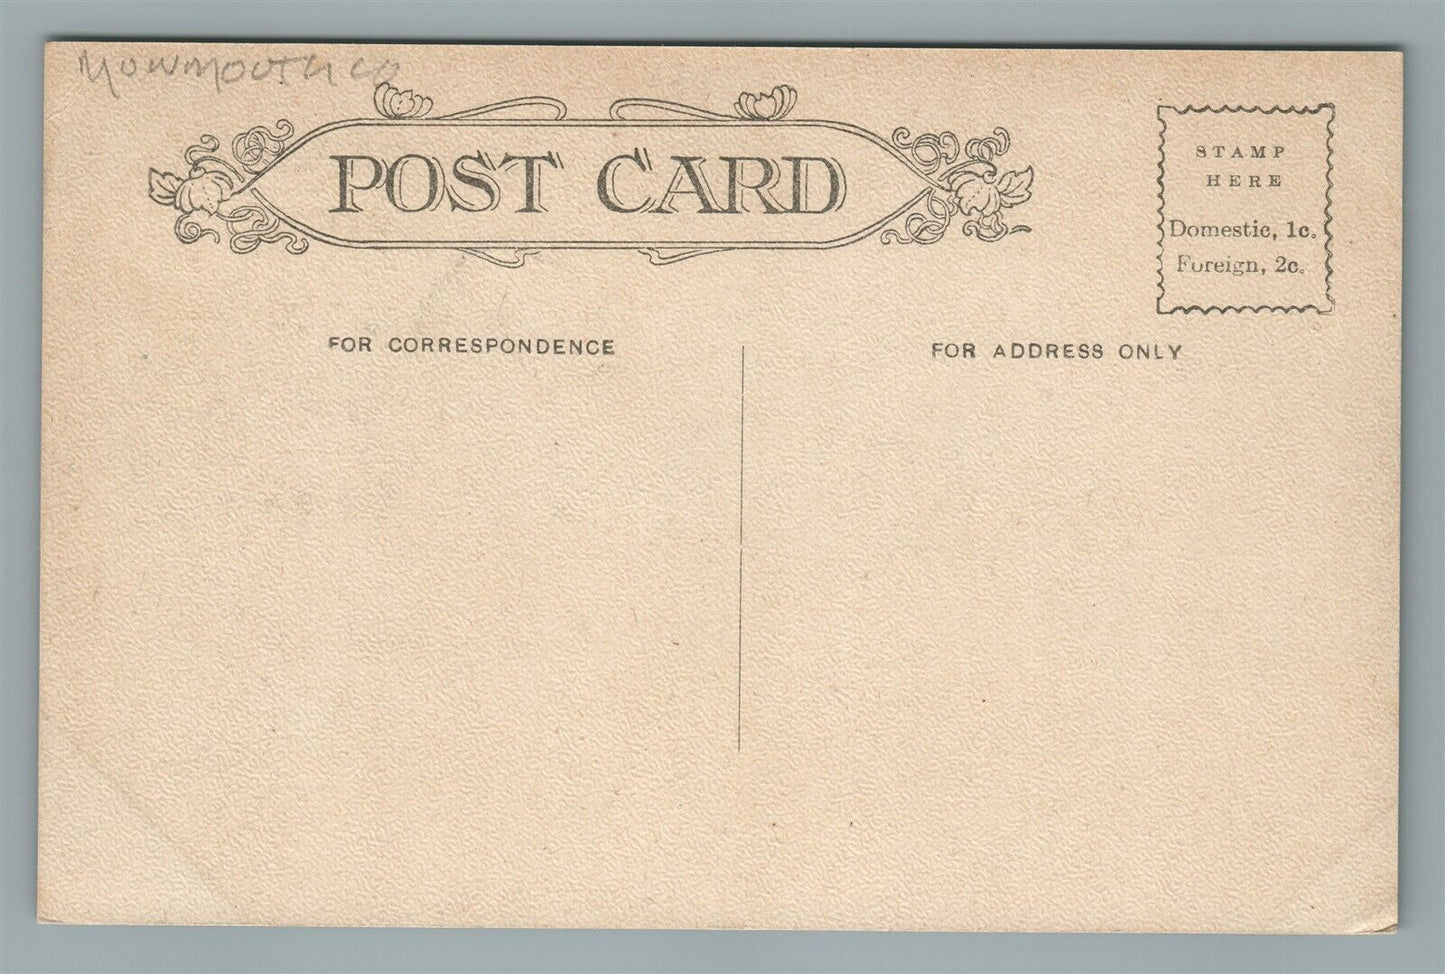 MONMOUTH CO
POST CARD
STAMP
HERE
Domestic, 1c.
Foreign, 2c.
FOR CORRESPONDENCE
FOR ADDRESS ONLY